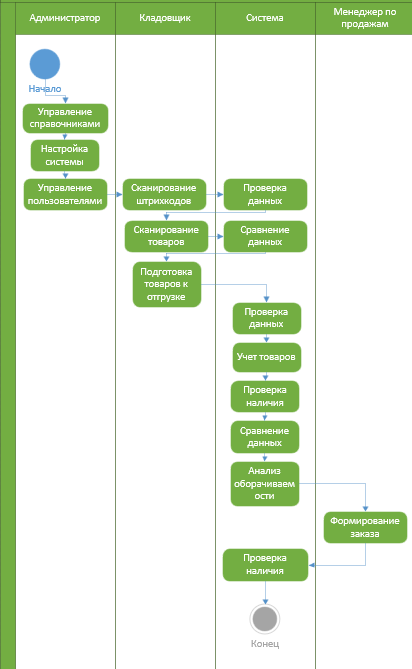 Администратор
Кладовщик
Система
Менеджер по
продажам
Начало
Управление
справочниками
Настройка
системы
Управление
пользователями
Сканирование
штрихкодов
Проверка
данных
Сканирование
товаров
Сравнение
данных
Подготовка
товаров к
отгрузке
Проверка
данных
Учет товаров
Проверка
наличия
Сравнение
данных
Анализ
оборачиваем
ости
Формирование
заказа
Проверка
наличия
Конец